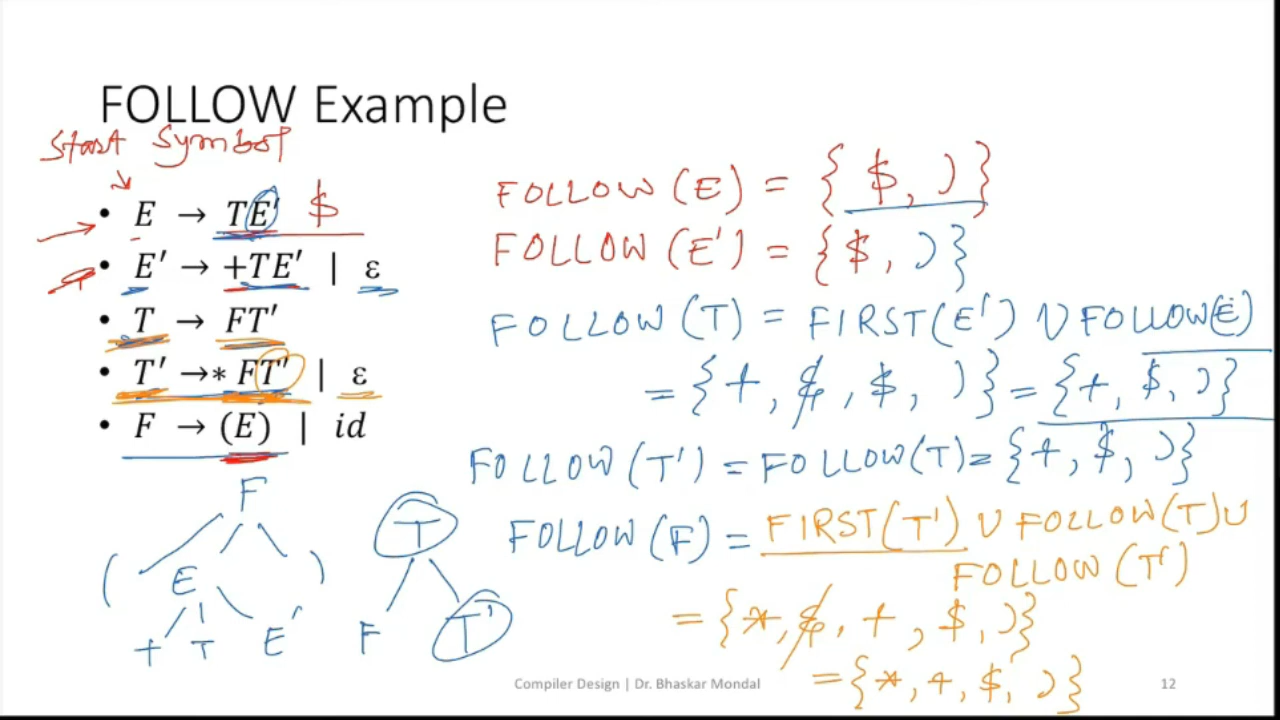 FOLLOW Example
Start Symbol
• E → TE' $
• E' → +TE' | ε
• T → FT'
• T' →* FT' | ε
• F → (E) | id
FOLLOW (E) = { $, ) }
FOLLOW (E') = { $, ) }
FOLLOW (T) = FIRST(E') ∪ FOLLOW(E)
= { +, ε, $, ) } = { +, $, ) }
FOLLOW (T') = FOLLOW(T) = { +, $, ) }
FOLLOW (F) = FIRST(T') ∪ FOLLOW(T) ∪
FOLLOW (T')
= { *, ε, +, $, ) }
= { *, +, $, ) }
F
( E )
+ T E'
T
F T'
Compiler Design | Dr. Bhaskar Mondal
12